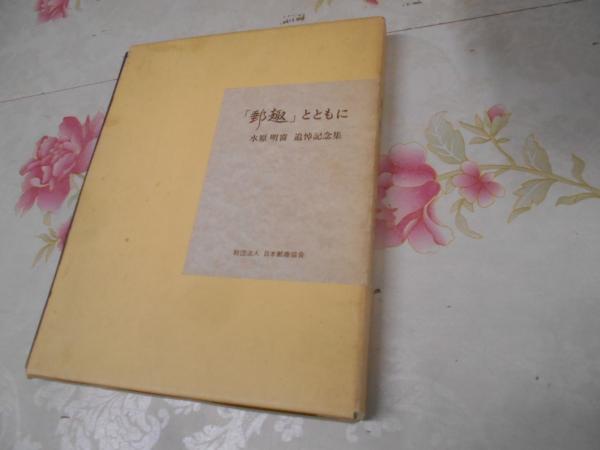 「郵趣」とともに
水原 明窗 追悼記念集
財団法人 日本郵趣協会